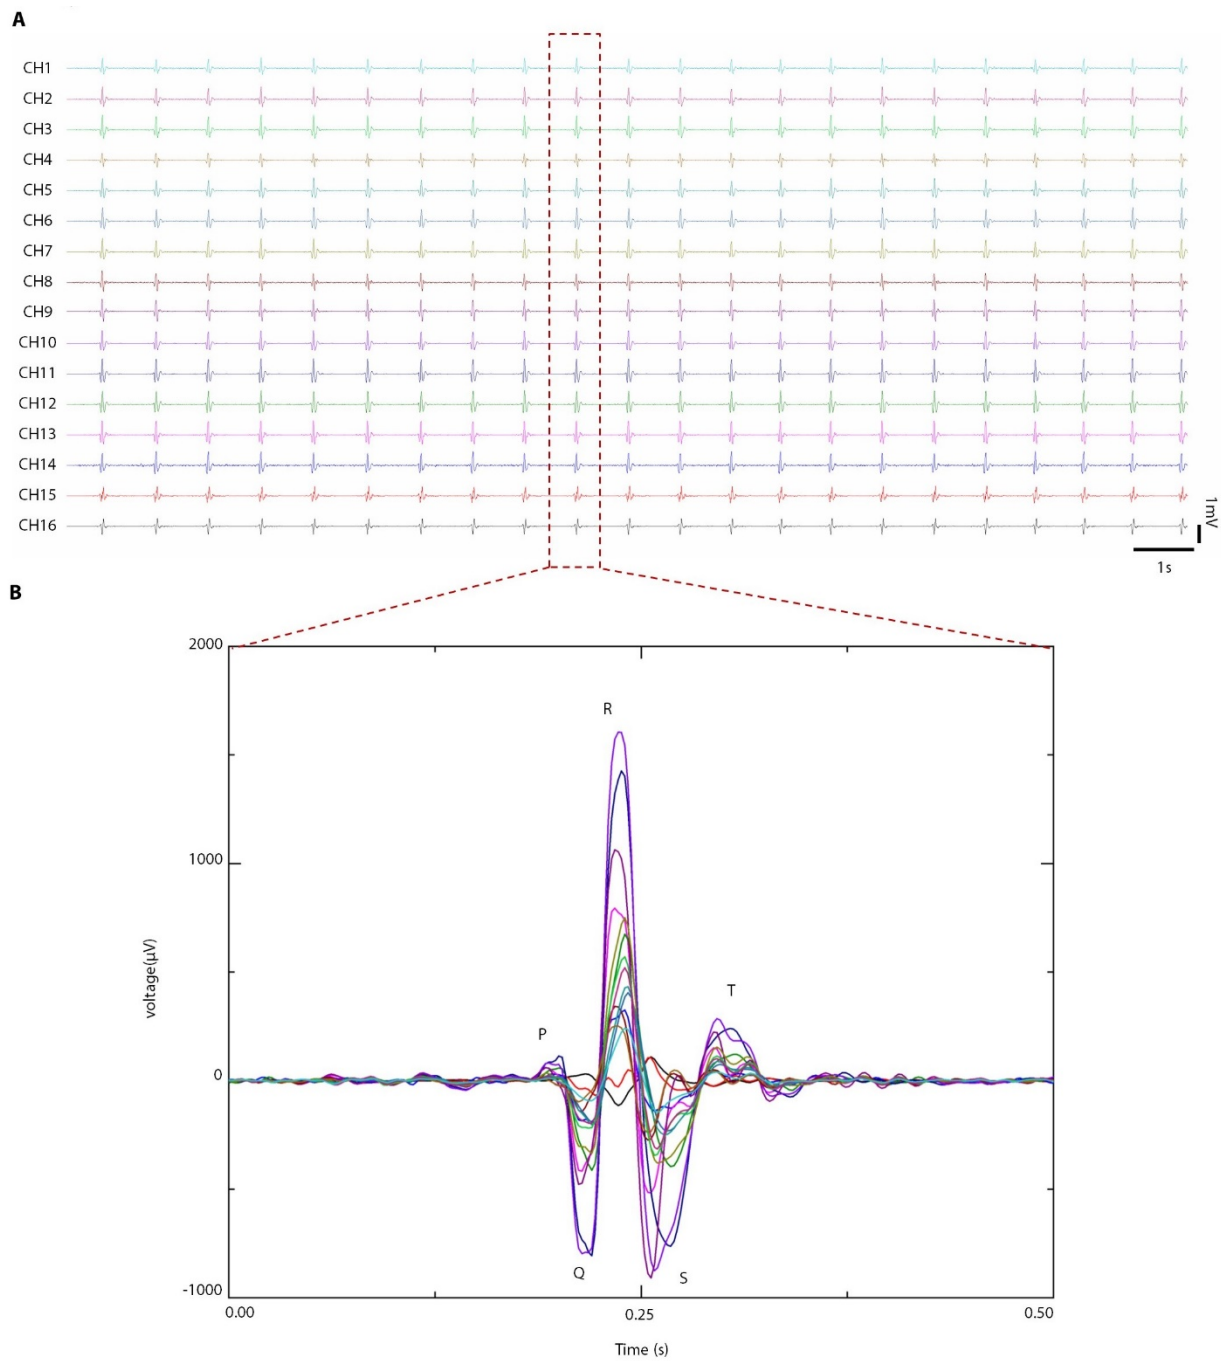 A
CH1
CH2
CH3
CH4
CH5
CH6
CH7
CH8
CH9
CH10
CH11
CH12
CH13
CH14
CH15
CH16
1mV
1s
B
2000
R
1000
voltage(µV)
T
P
0
Q
S
-1000
0.00
0.25
0.50
Time (s)